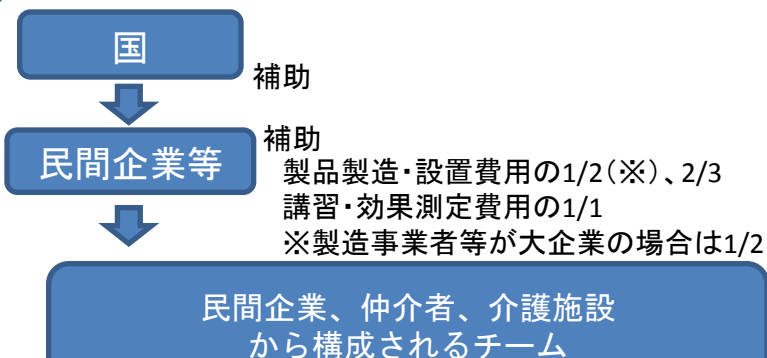 国
補助
民間企業等
補助
製品製造・設置費用の1/2(※)、2/3
講習・効果測定費用の1/1
※製造事業者等が大企業の場合は1/2
民間企業、仲介者、介護施設
から構成されるチーム